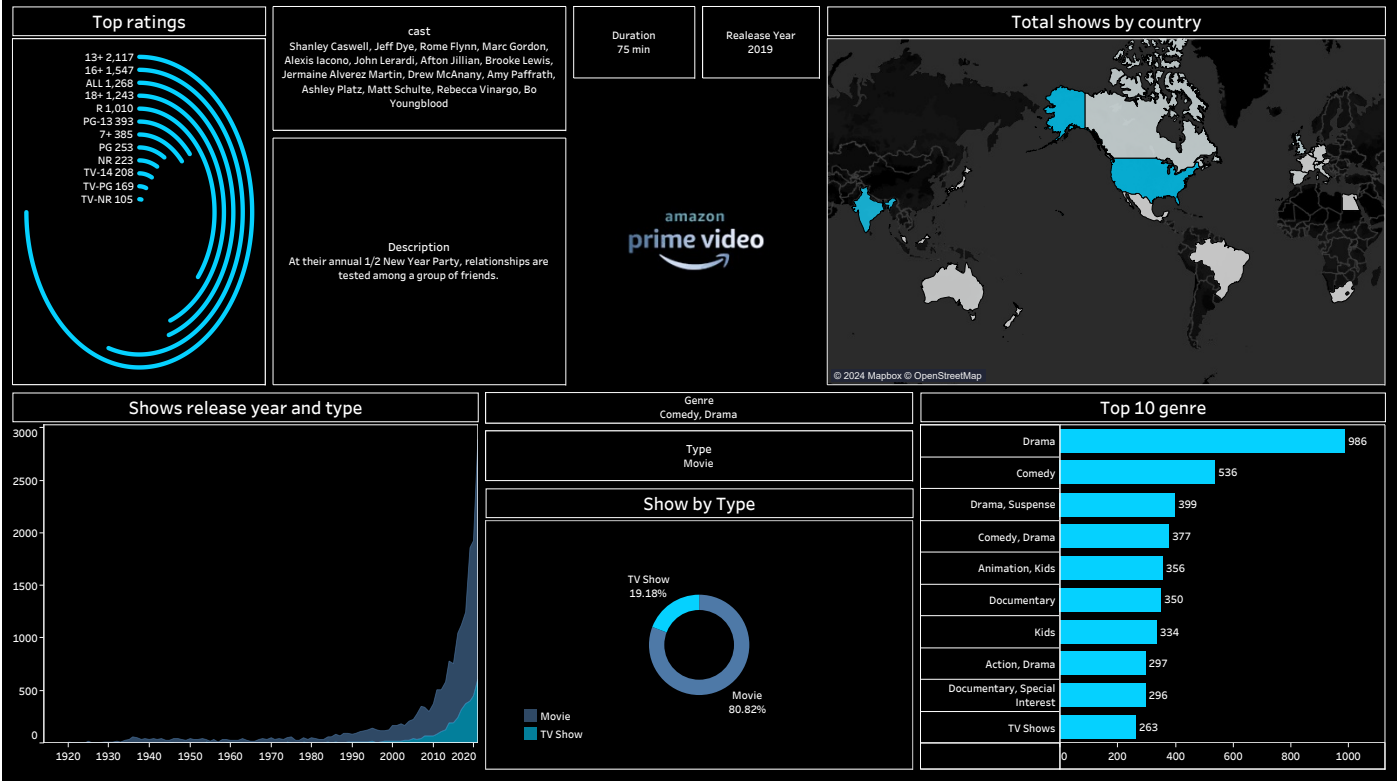 Top ratings
13+ 2,117
16+ 1,547
ALL 1,268
18+ 1,243
R 1,010
PG-13 393
7+ 385
PG 253
NR 223
TV-14 208
TV-PG 169
TV-NR 105
cast
Shanley Caswell, Jeff Dye, Rome Flynn, Marc Gordon,
Alexis Iacono, John Lerardi, Afton Jillian, Brooke Lewis,
Jermaine Alverez Martin, Drew McAnany, Amy Paffrath,
Ashley Platz, Matt Schulte, Rebecca Vinargo, Bo
Youngblood
Description
At their annual 1/2 New Year Party, relationships are
tested among a group of friends.
Duration
75 min
Realease Year
2019
amazon
prime video
Total shows by country
© 2024 Mapbox © OpenStreetMap
Shows release year and type
3000
2500
2000
1500
1000
500
0
1920 1930 1940 1950 1960 1970 1980 1990 2000 2010 2020
Genre
Comedy, Drama
Type
Movie
Show by Type
TV Show
19.18%
Movie
80.82%
Movie
TV Show
Top 10 genre
Drama 986
Comedy 536
Drama, Suspense 399
Comedy, Drama 377
Animation, Kids 356
Documentary 350
Kids 334
Action, Drama 297
Documentary, Special
Interest 296
TV Shows 263
0 200 400 600 800 1000